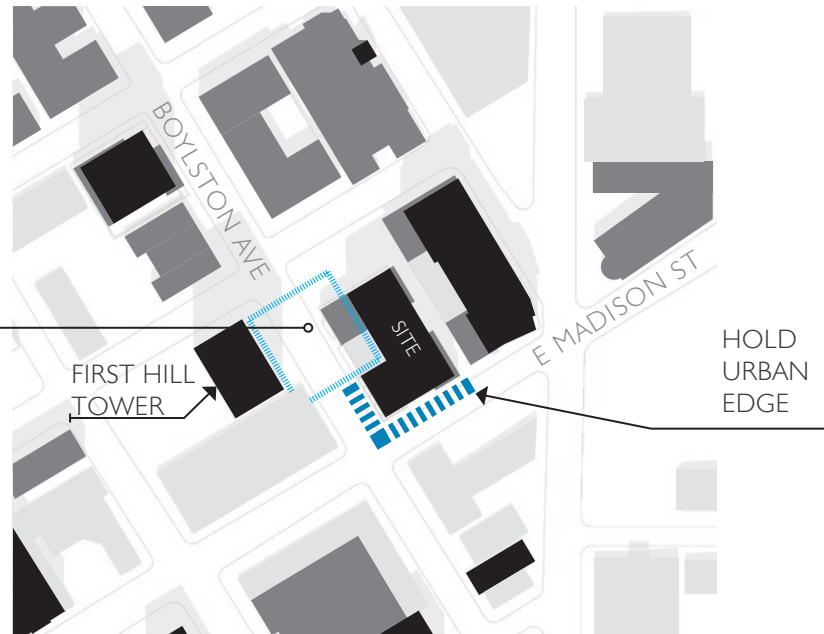 BOYLSTON AVE
SITE
E MADISON ST
FIRST HILL
TOWER
HOLD
URBAN
EDGE